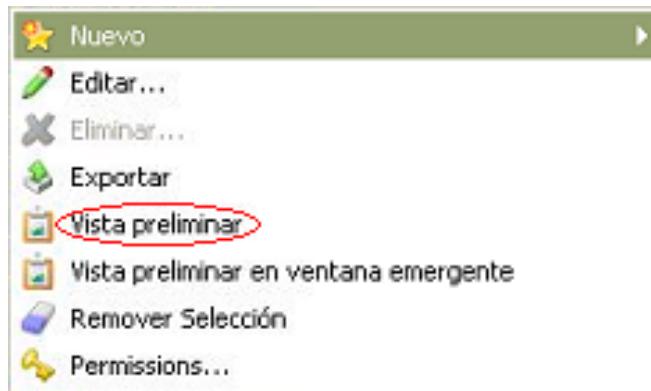 Nuevo
Editar...
Eliminar...
Exportar
Vista preliminar
Vista preliminar en ventana emergente
Remover Selección
Permissions...